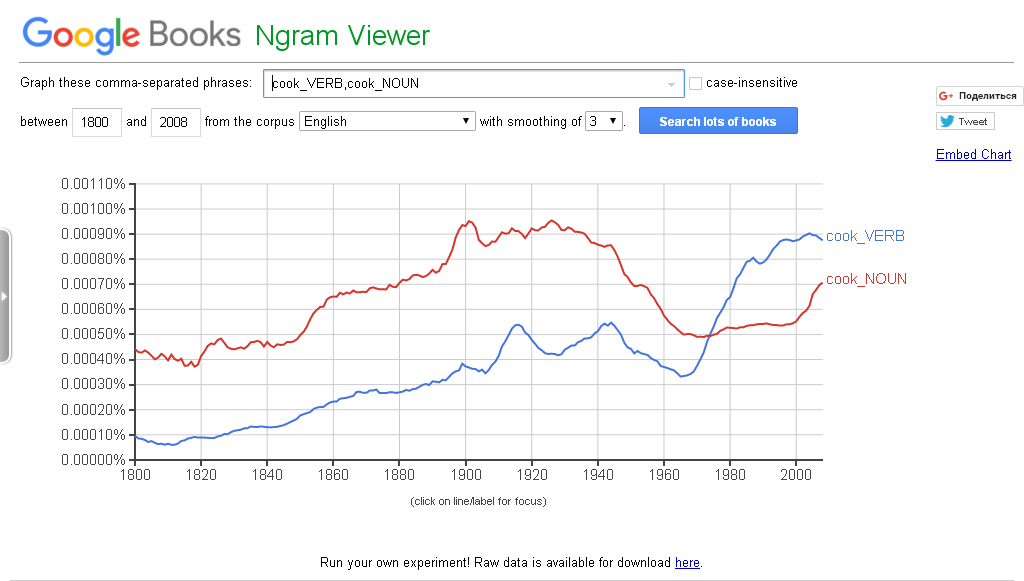 Google Books Ngram Viewer
Graph these comma-separated phrases: cook_VERB,cook_NOUN case-insensitive
between 1800 and 2008 from the corpus English with smoothing of 3 . Search lots of books
Поделиться
Tweet
Embed Chart
0.00110%
0.00100%
0.00090%
0.00080%
0.00070%
0.00060%
0.00050%
0.00040%
0.00030%
0.00020%
0.00010%
0.00000%
cook_VERB
cook_NOUN
1800 1820 1840 1860 1880 1900 1920 1940 1960 1980 2000
(click on line/label for focus)
Run your own experiment! Raw data is available for download here.